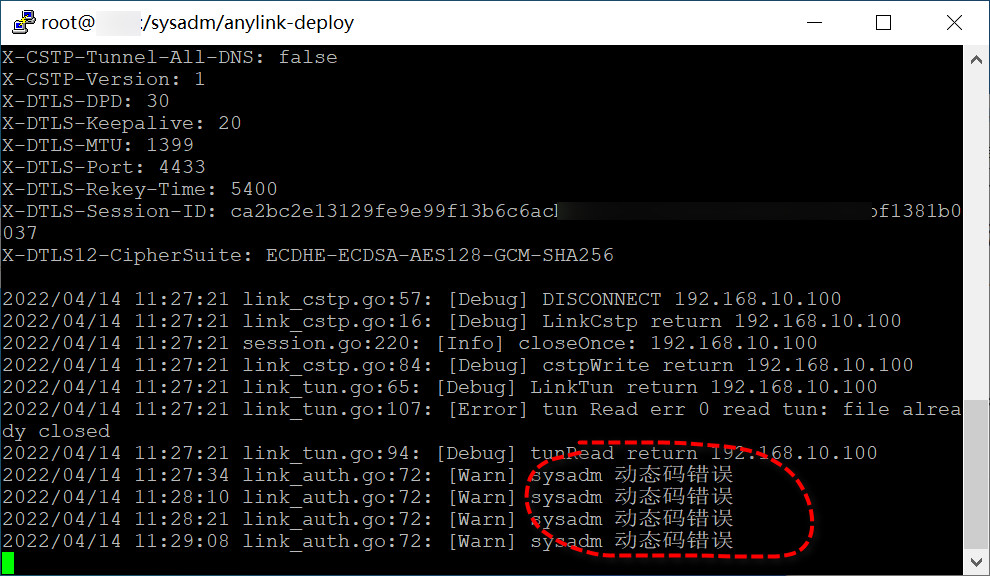 root@ :/sysadm/anylink-deploy
X-CSTP-Tunnel-All-DNS: false
X-CSTP-Version: 1
X-DTLS-DPD: 30
X-DTLS-Keepalive: 20
X-DTLS-MTU: 1399
X-DTLS-Port: 4433
X-DTLS-Rekey-Time: 5400
X-DTLS-Session-ID: ca2bc2e13129fe9e99f13b6c6ac f1381b0
037
X-DTLS12-CipherSuite: ECDHE-ECDSA-AES128-GCM-SHA256
2022/04/14 11:27:21 link_cstp.go:57: [Debug] DISCONNECT 192.168.10.100
2022/04/14 11:27:21 link_cstp.go:16: [Debug] LinkCstp return 192.168.10.100
2022/04/14 11:27:21 session.go:220: [Info] closeOnce: 192.168.10.100
2022/04/14 11:27:21 link_cstp.go:84: [Debug] cstpWrite return 192.168.10.100
2022/04/14 11:27:21 link_tun.go:65: [Debug] LinkTun return 192.168.10.100
2022/04/14 11:27:21 link_tun.go:107: [Error] tun Read err 0 read tun: file alrea
dy closed
2022/04/14 11:27:21 link_tun.go:94: [Debug] tunRead return 192.168.10.100
2022/04/14 11:27:34 link_auth.go:72: [Warn] sysadm 动态码错误
2022/04/14 11:28:10 link_auth.go:72: [Warn] sysadm 动态码错误
2022/04/14 11:28:21 link_auth.go:72: [Warn] sysadm 动态码错误
2022/04/14 11:29:08 link_auth.go:72: [Warn] sysadm 动态码错误